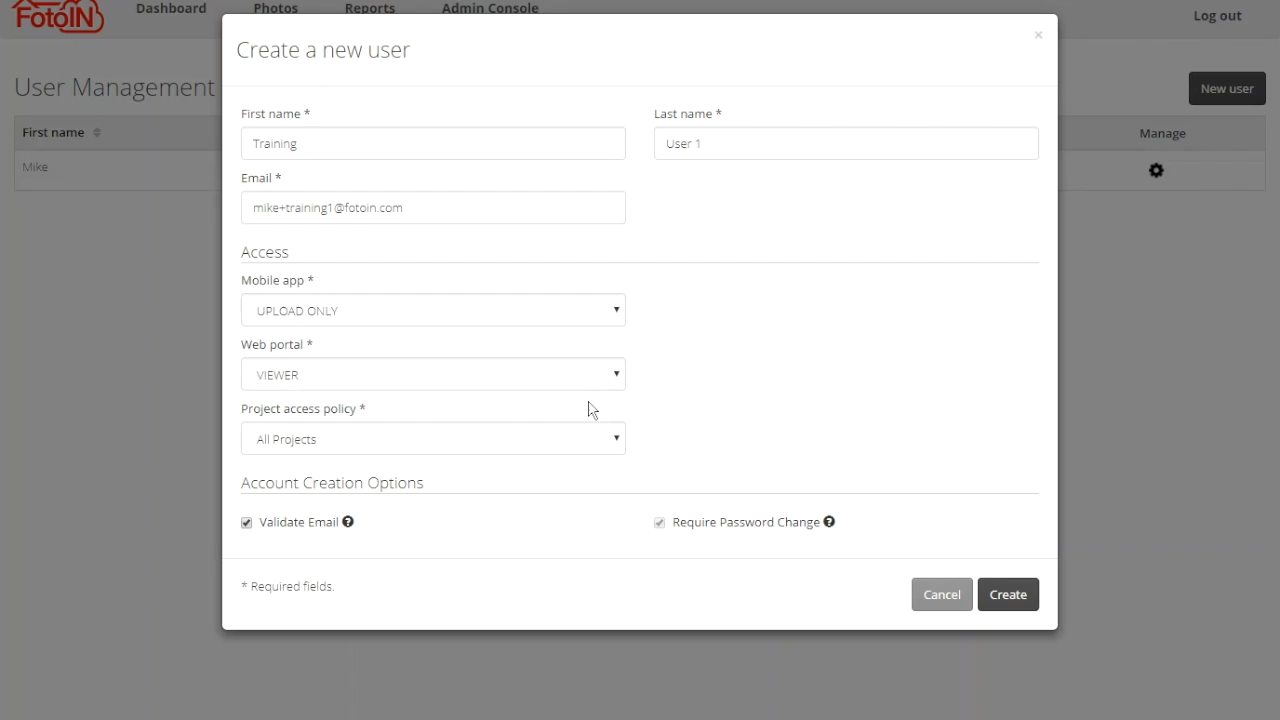 FotoIN
Dashboard Photos Reports Admin Console Log out
Create a new user ×
User Management New user
First name Manage
Mike
First name * Last name *
Training User 1
Email *
mike+training1@fotoin.com
Access
Mobile app *
UPLOAD ONLY
Web portal *
VIEWER
Project access policy *
All Projects
Account Creation Options
Validate Email ? Require Password Change ?
* Required fields.
Cancel Create